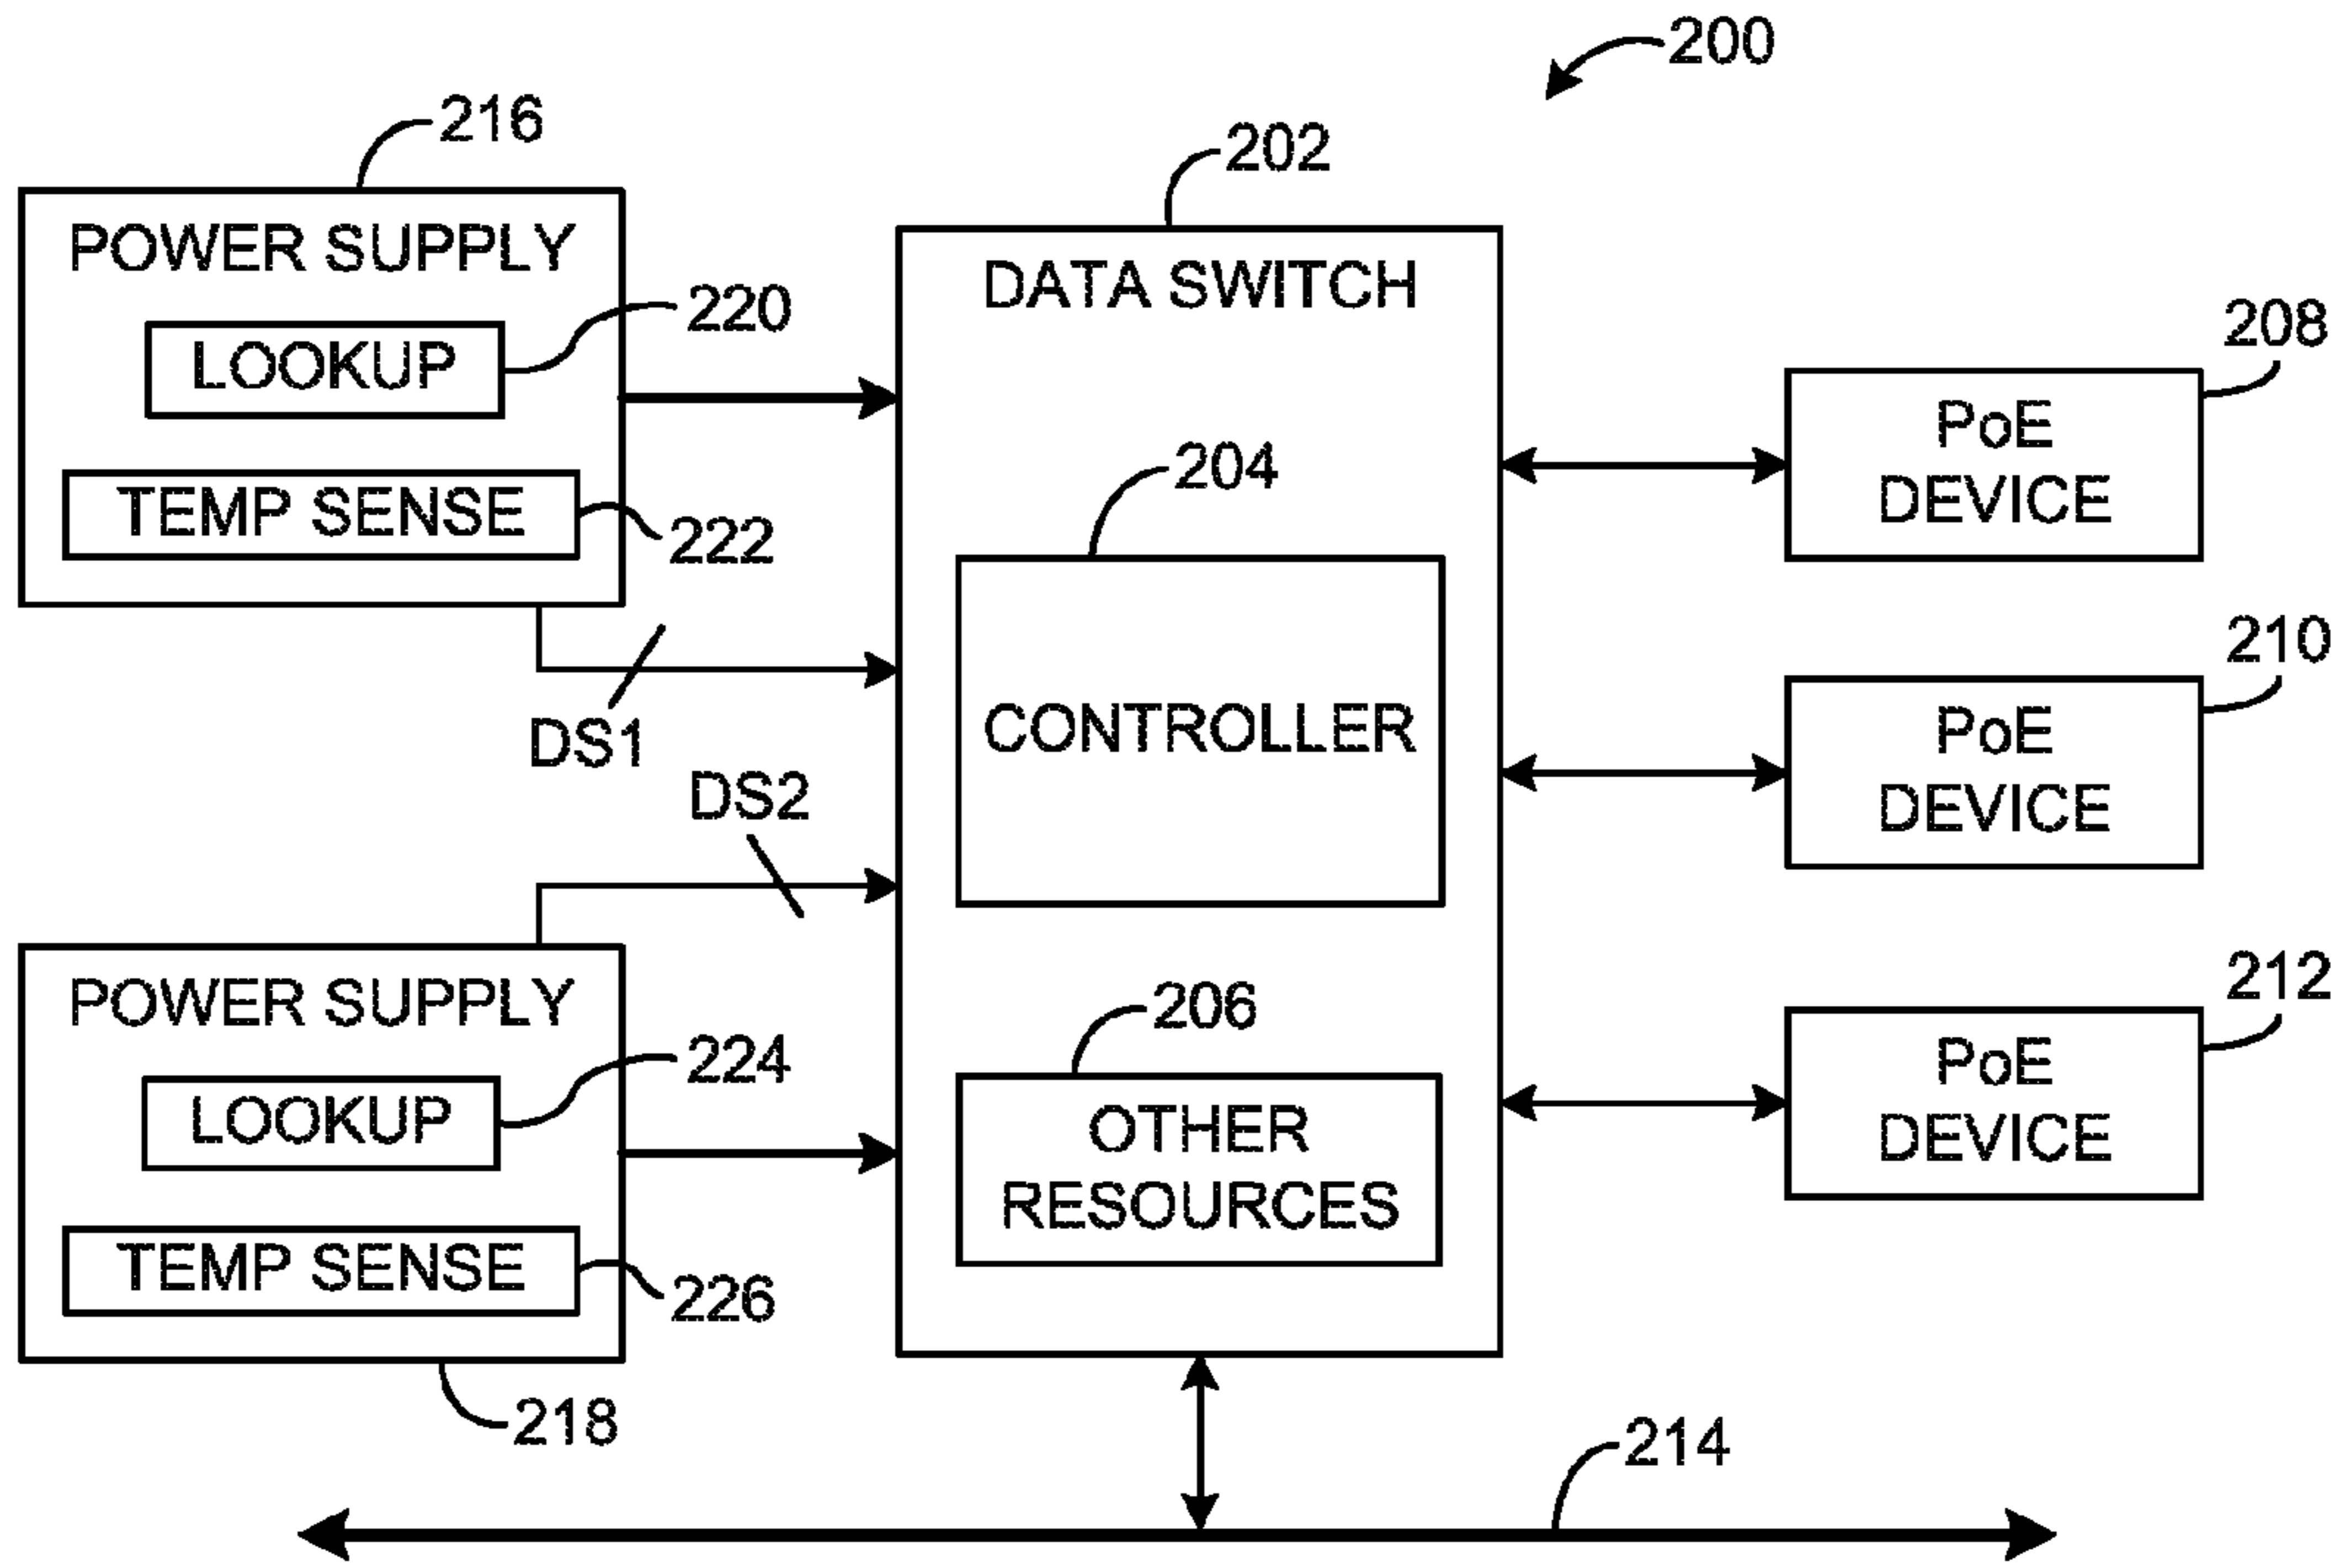 200
216
202
POWER SUPPLY
DATA SWITCH
220
LOOKUP
208
PoE
DEVICE
204
TEMP SENSE
222
210
DS1
CONTROLLER
PoE
DEVICE
DS2
POWER SUPPLY
206
212
224
LOOKUP
OTHER
RESOURCES
PoE
DEVICE
TEMP SENSE
226
218
214